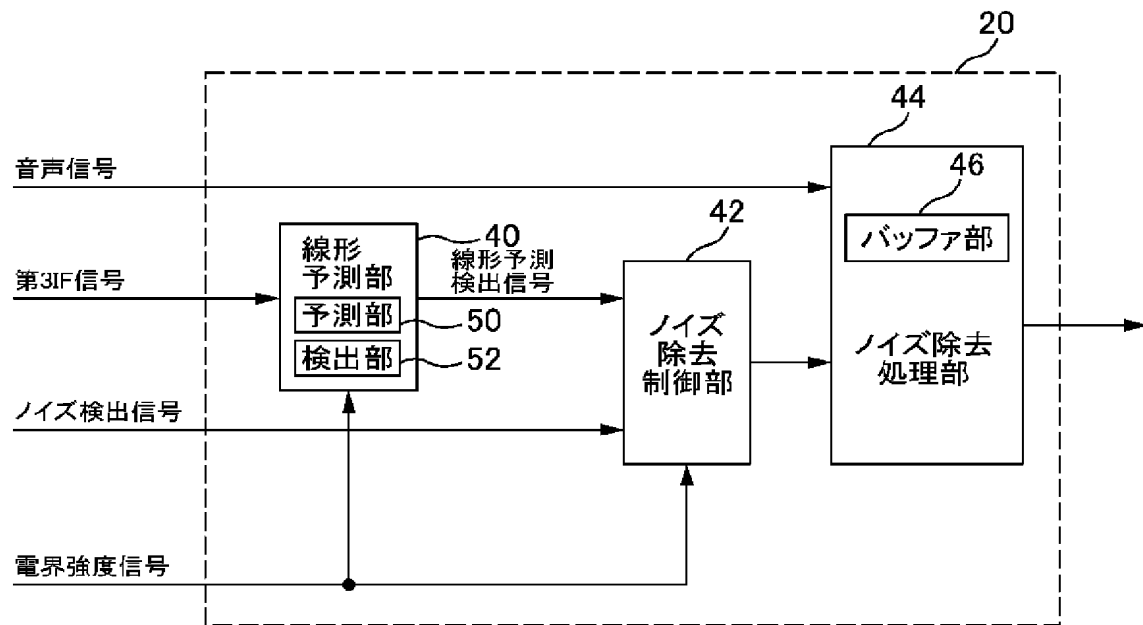 20
44
音声信号
46
42
バッファ部
線形
予測部
40
線形予測
検出信号
第3IF信号
予測部
50
検出部
52
ノイズ
除去
制御部
ノイズ除去
処理部
ノイズ検出信号
電界強度信号